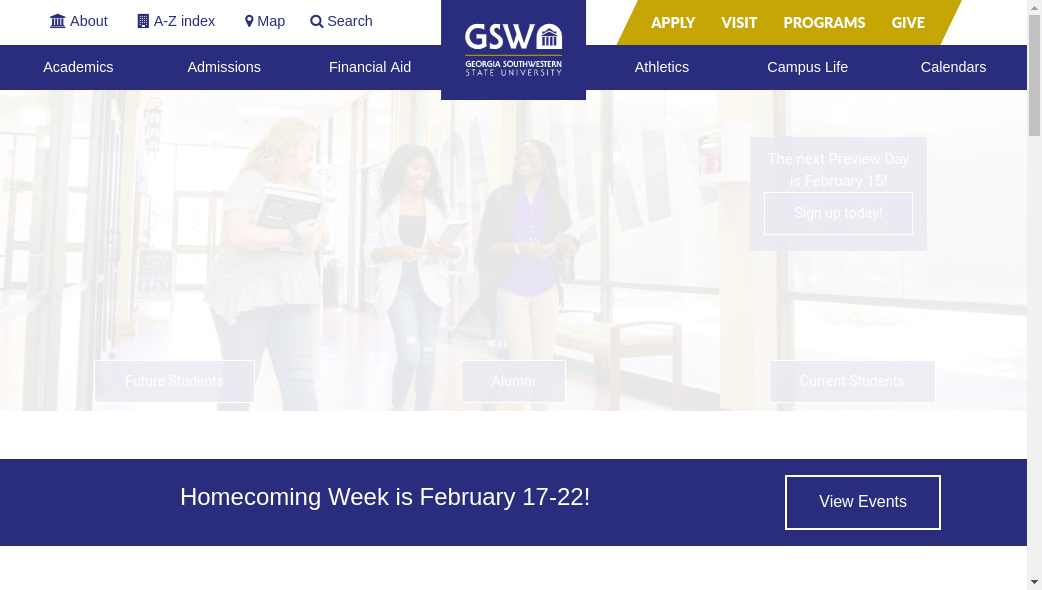 About
A-Z index
Map
Search
GSW
GEORGIA SOUTHWESTERN
STATE UNIVERSITY
APPLY
VISIT
PROGRAMS
GIVE
Academics
Admissions
Financial Aid
Athletics
Campus Life
Calendars
The next Preview Day
is February 15!
Sign up today!
Future Students
Alumni
Current Students
Homecoming Week is February 17-22!
View Events